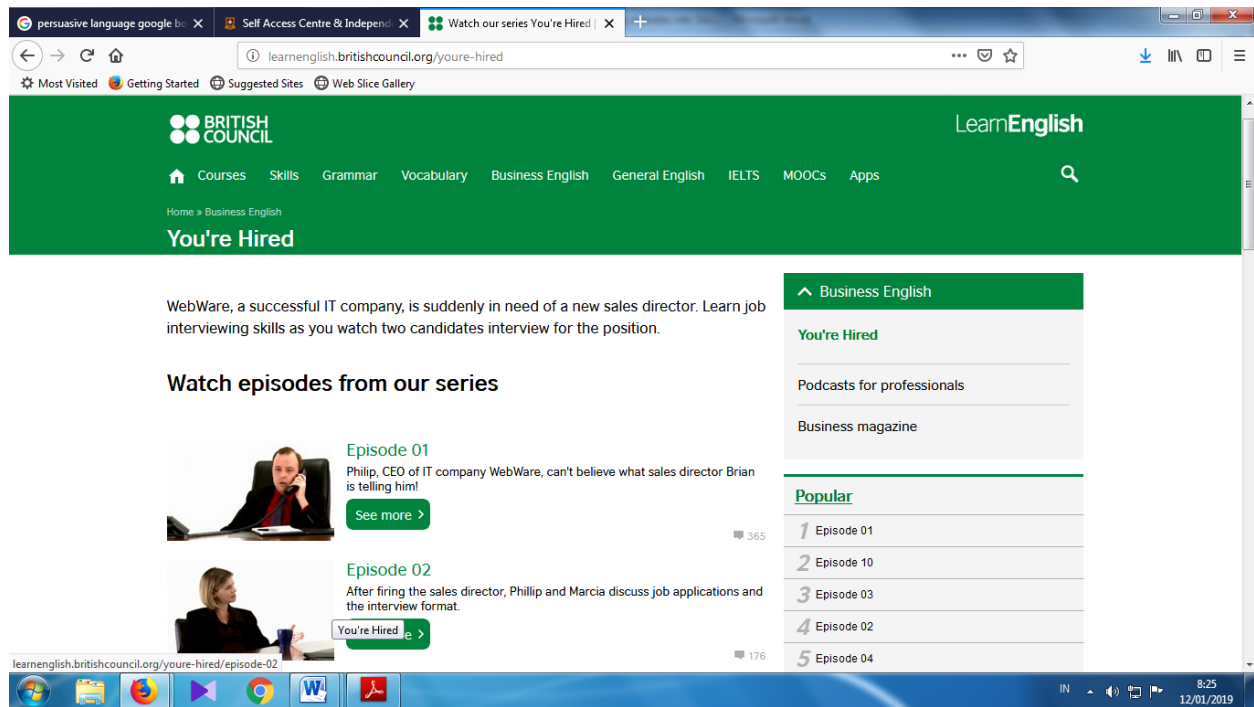 persuasive language google bo
Self Access Centre & Independ
Watch our series You're Hired |
learnenglish.britishcouncil.org/youre-hired
Most Visited
Getting Started
Suggested Sites
Web Slice Gallery
BRITISH
COUNCIL
LearnEnglish
Courses
Skills
Grammar
Vocabulary
Business English
General English
IELTS
MOOCs
Apps
Home » Business English
You're Hired
WebWare, a successful IT company, is suddenly in need of a new sales director. Learn job
interviewing skills as you watch two candidates interview for the position.
Watch episodes from our series
Episode 01
Philip, CEO of IT company WebWare, can't believe what sales director Brian
is telling him!
See more >
365
Episode 02
After firing the sales director, Phillip and Marcia discuss job applications and
the interview format.
You're Hired
e >
176
Business English
You're Hired
Podcasts for professionals
Business magazine
Popular
1 Episode 01
2 Episode 10
3 Episode 03
4 Episode 02
5 Episode 04
learnenglish.britishcouncil.org/youre-hired/episode-02
IN
8:25
12/01/2019